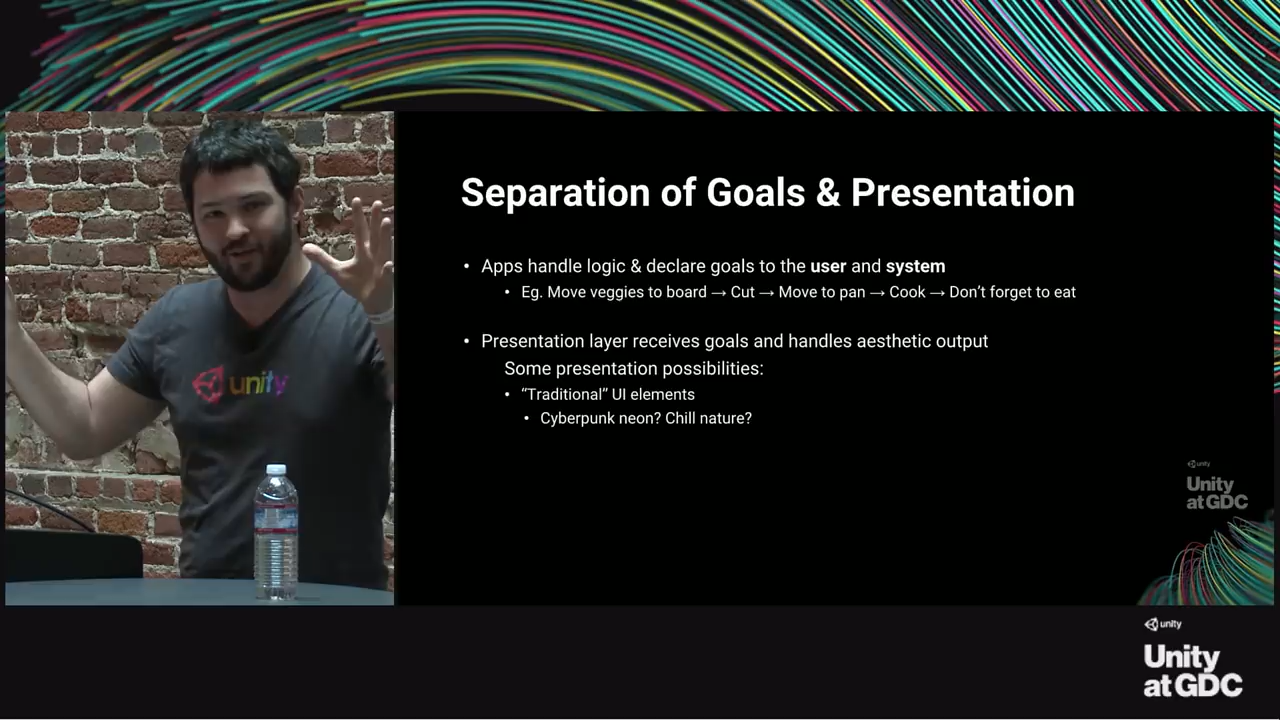 Separation of Goals & Presentation
• Apps handle logic & declare goals to the user and system
• Eg. Move veggies to board → Cut → Move to pan → Cook → Don’t forget to eat
• Presentation layer receives goals and handles aesthetic output
Some presentation possibilities:
• “Traditional” UI elements
• Cyberpunk neon? Chill nature?
unity
unity
Unity
at GDC
unity
Unity
at GDC